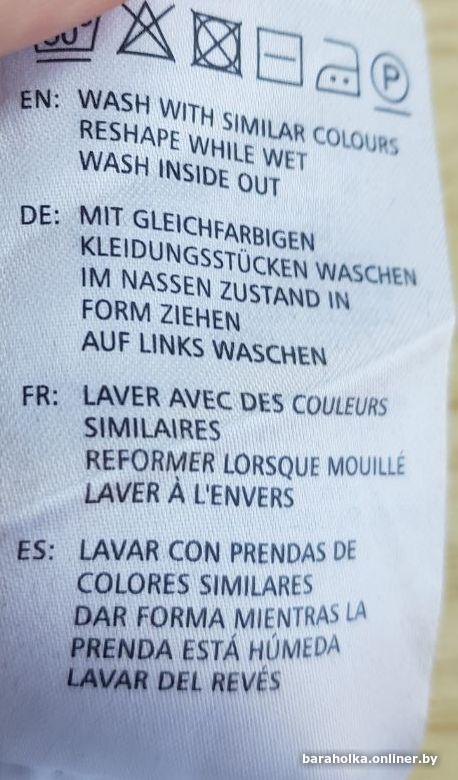 P
EN: WASH WITH SIMILAR COLOURS
RESHAPE WHILE WET
WASH INSIDE OUT
DE: MIT GLEICHFARBIGEN
KLEIDUNGSSTÜCKEN WASCHEN
IM NASSEN ZUSTAND IN
FORM ZIEHEN
AUF LINKS WASCHEN
FR: LAVER AVEC DES COULEURS
SIMILAIRES
REFORMER LORSQUE MOUILLÉ
LAVER À L'ENVERS
ES: LAVAR CON PRENDAS DE
COLORES SIMILARES
DAR FORMA MIENTRAS LA
PRENDA ESTÁ HÚMEDA
LAVAR DEL REVÉS
baraholka.onliner.by